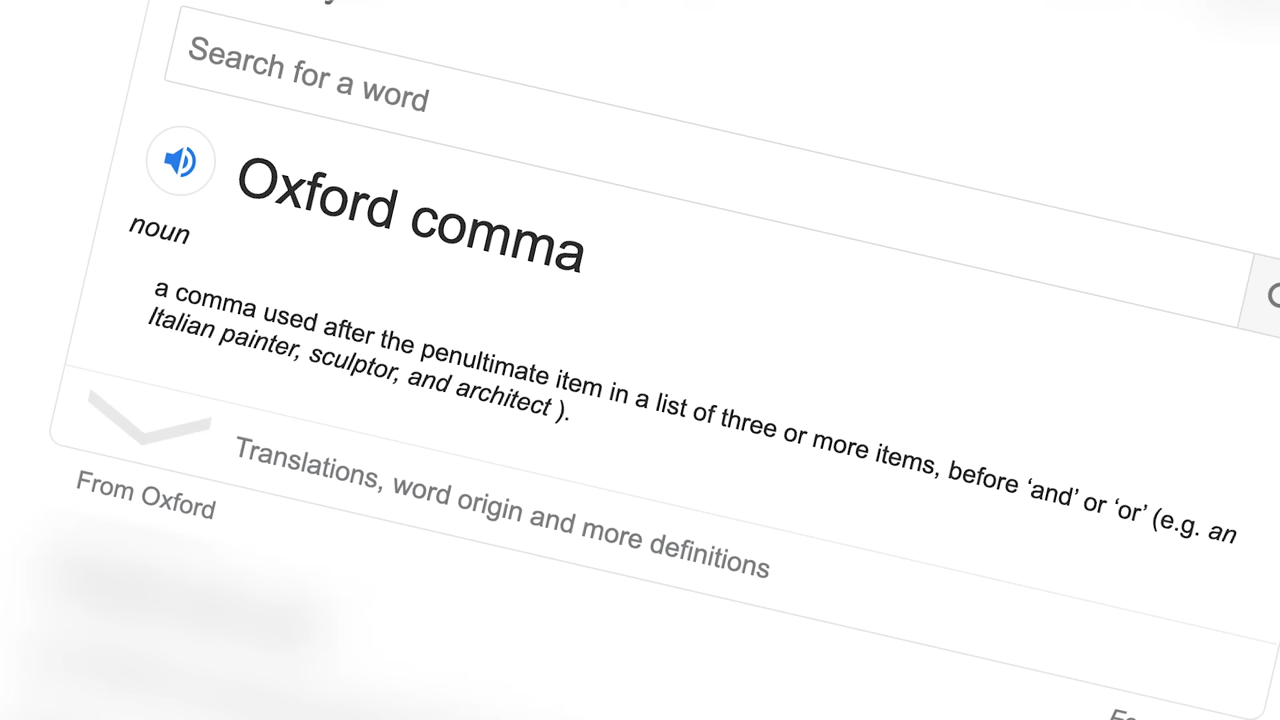 Search for a word
Oxford comma
noun
a comma used after the penultimate item in a list of three or more items, before ‘and’ or ‘or’ (e.g. an
Italian painter, sculptor, and architect ).
Translations, word origin and more definitions
From Oxford